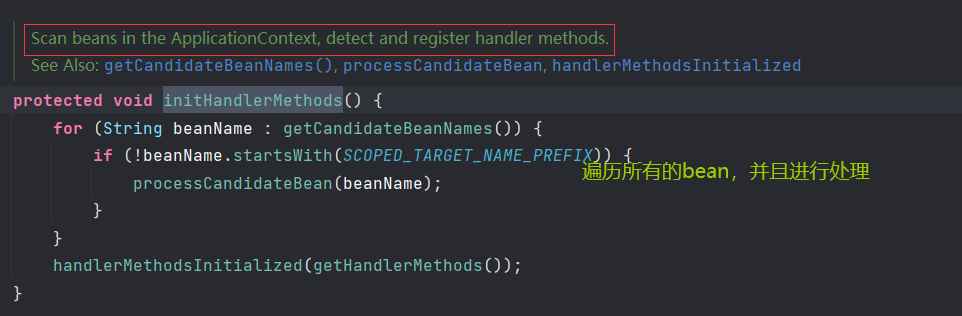 Scan beans in the ApplicationContext, detect and register handler methods.
See Also: getCandidateBeanNames(), processCandidateBean, handlerMethodsInitialized
protected void initHandlerMethods() {
for (String beanName : getCandidateBeanNames()) {
if (!beanName.startsWith(SCOPED_TARGET_NAME_PREFIX)) {
遍历所有的bean，并且进行处理
processCandidateBean(beanName);
}
}
handlerMethodsInitialized(getHandlerMethods());
}